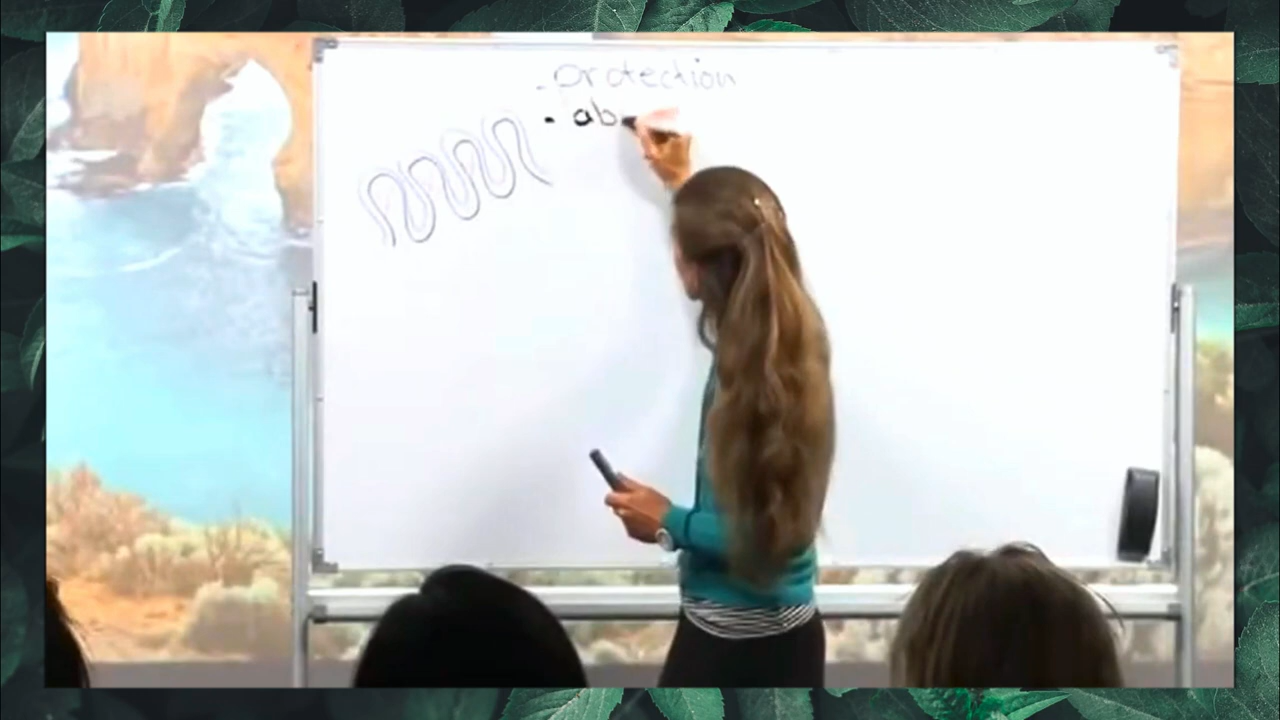 - protection
• ab